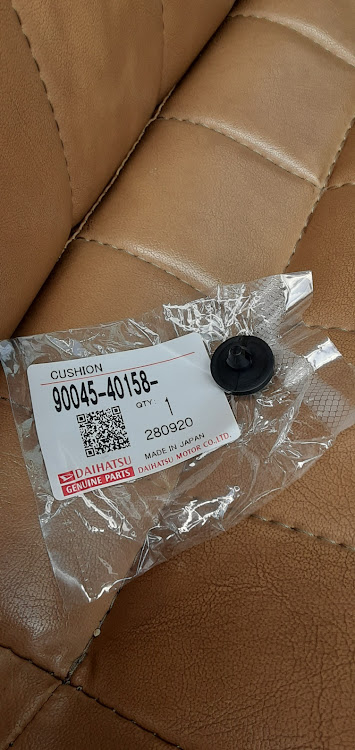 CUSHION
90045-40158-
QTY: 1
280920
MADE IN JAPAN
DAIHATSU DAIHATSU MOTOR CO.,LTD.
GENUINE PARTS